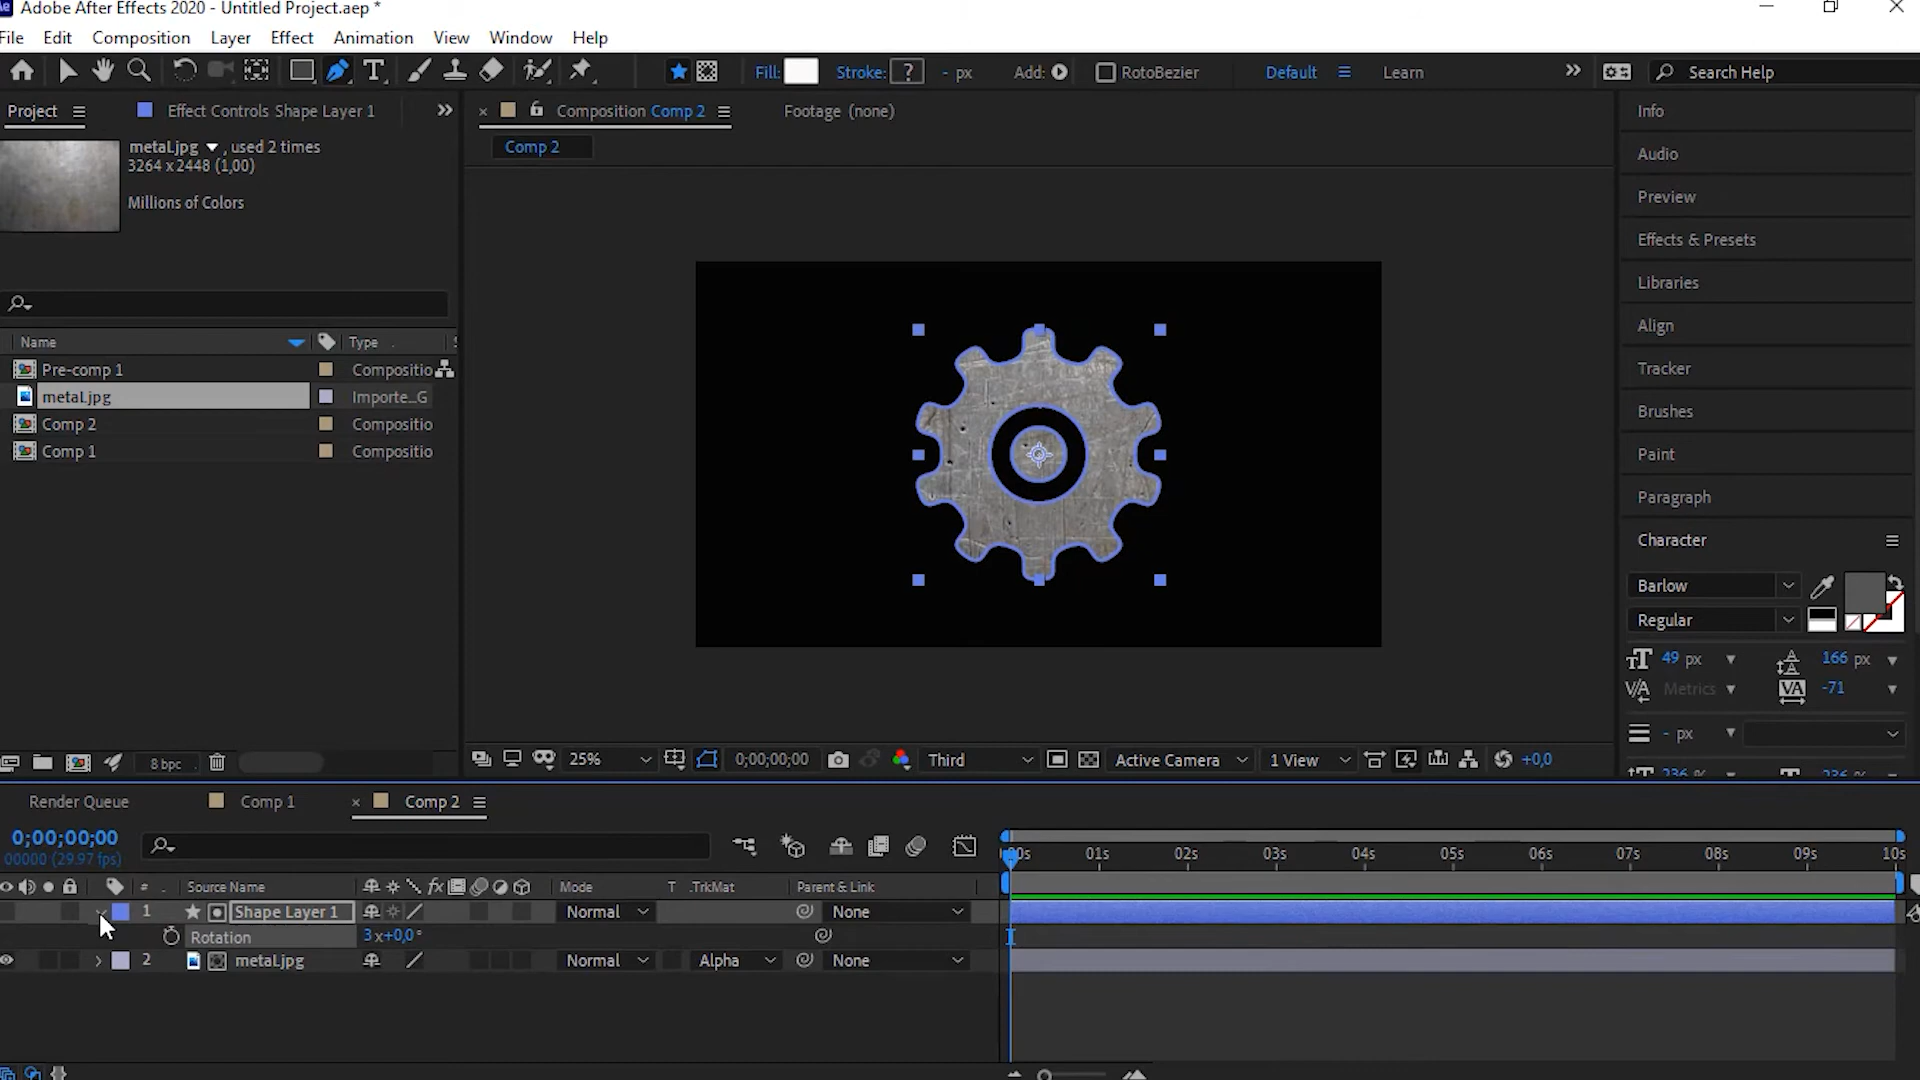 Adobe After Effects 2020 - Untitled Project.aep *
File Edit Composition Layer Effect Animation View Window Help
Fill: Stroke: ? - px Add: RotoBezier Default Learn Search Help
Project Effect Controls Shape Layer 1
Composition Comp 2 Footage (none)
Comp 2
metal.jpg , used 2 times
3264 x 2448 (1,00)
Millions of Colors
Name Type
Pre-comp 1 Compositio
metal.jpg Importe_G
Comp 2 Compositio
Comp 1 Compositio
8 bpc
25% 0;00;00;00 Third Active Camera 1 View +0,0
Info
Audio
Preview
Effects & Presets
Libraries
Align
Tracker
Brushes
Paint
Paragraph
Character
Barlow
Regular
49 px 166 px
Metrics -71
- px
236 % 236 %
Render Queue Comp 1 Comp 2
0;00;00;00
00000 (29.97 fps)
00s 01s 02s 03s 04s 05s 06s 07s 08s 09s 10s
# Source Name fx Mode T .TrkMat Parent & Link
1 Shape Layer 1 Normal None
Rotation 3x+0,0°
2 metal.jpg Normal Alpha None